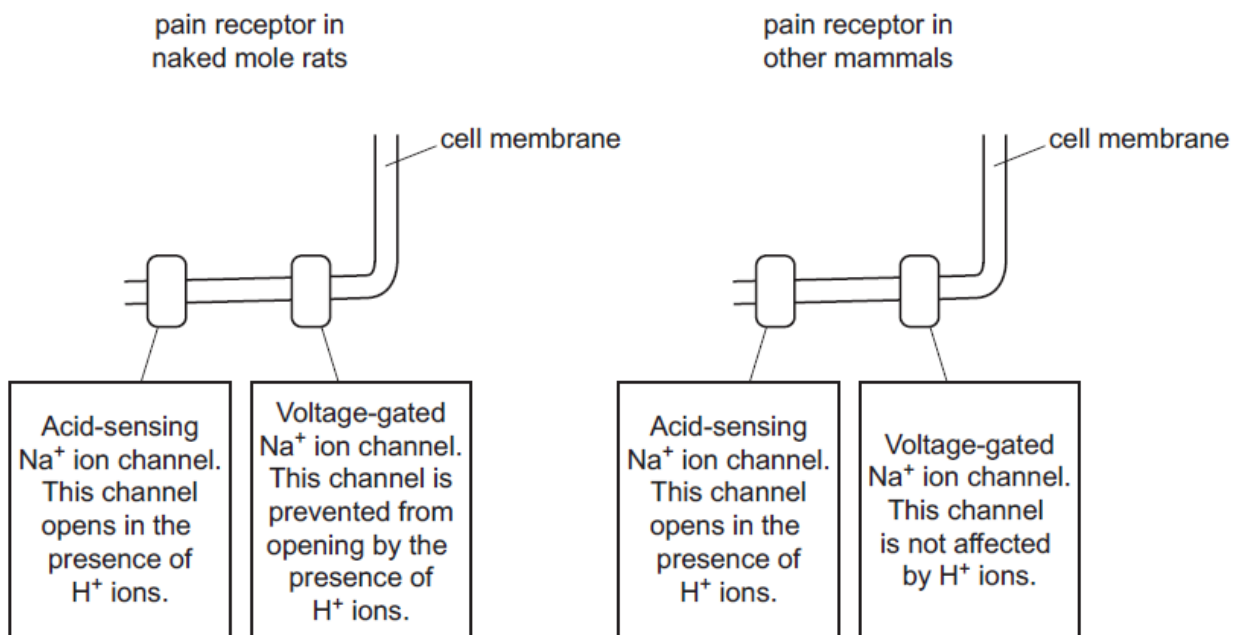 pain receptor in
naked mole rats
pain receptor in
other mammals
cell membrane
cell membrane
Acid-sensing
Na⁺ ion channel.
This channel
opens in the
presence of
H⁺ ions.
Voltage-gated
Na⁺ ion channel.
This channel is
prevented from
opening by the
presence of
H⁺ ions.
Acid-sensing
Na⁺ ion channel.
This channel
opens in the
presence of
H⁺ ions.
Voltage-gated
Na⁺ ion channel.
This channel
is not affected
by H⁺ ions.